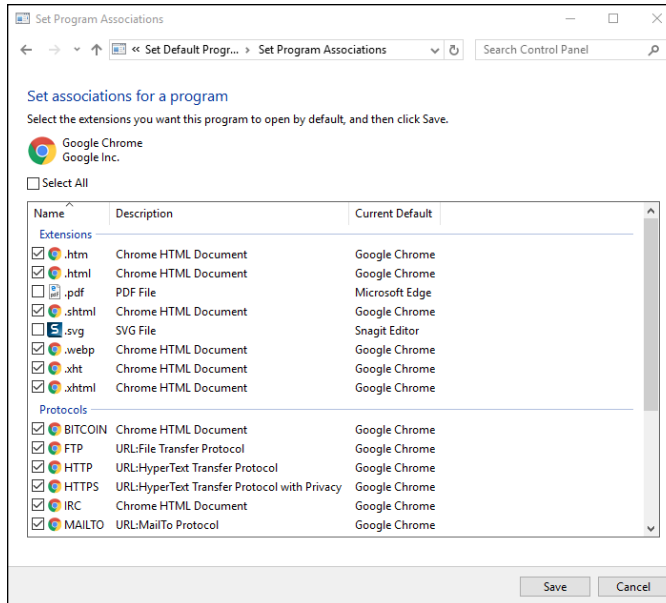 Set Program Associations
« Set Default Progr... › Set Program Associations
Search Control Panel
Set associations for a program
Select the extensions you want this program to open by default, and then click Save.
Google Chrome
Google Inc.
Select All
Name Description Current Default
Extensions
.htm Chrome HTML Document Google Chrome
.html Chrome HTML Document Google Chrome
.pdf PDF File Microsoft Edge
.shtml Chrome HTML Document Google Chrome
.svg SVG File Snagit Editor
.webp Chrome HTML Document Google Chrome
.xht Chrome HTML Document Google Chrome
.xhtml Chrome HTML Document Google Chrome
Protocols
BITCOIN Chrome HTML Document Google Chrome
FTP URL:File Transfer Protocol Google Chrome
HTTP URL:HyperText Transfer Protocol Google Chrome
HTTPS URL:HyperText Transfer Protocol with Privacy Google Chrome
IRC Chrome HTML Document Google Chrome
MAILTO URL:MailTo Protocol Google Chrome
Save Cancel